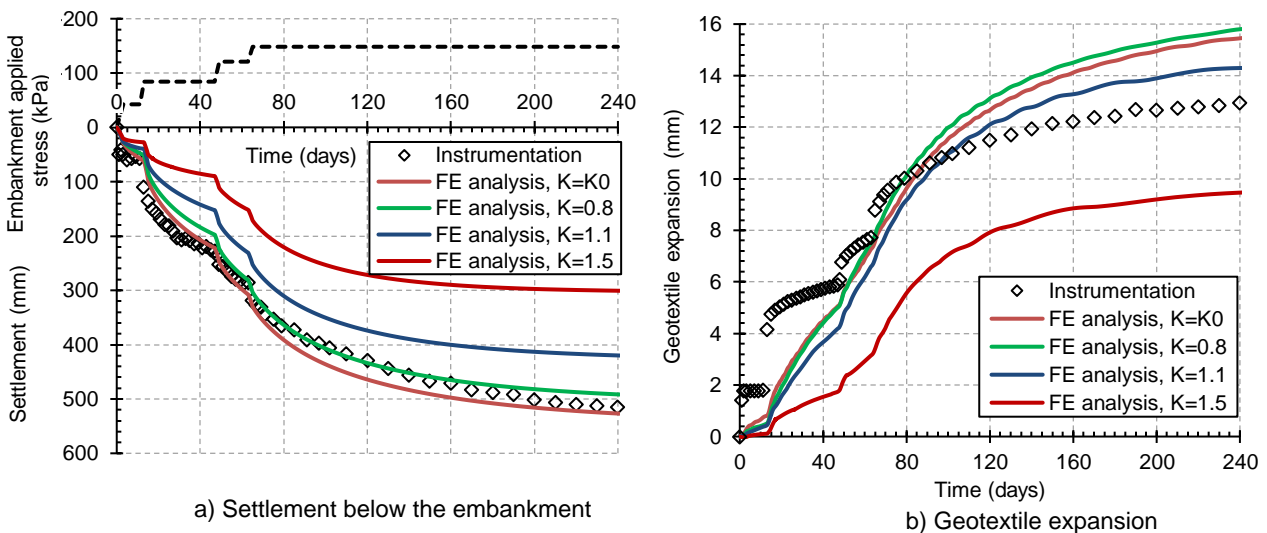 200
100
0
100
200
300
400
500
600
Embankment applied
stress (kPa)
Settlement (mm)
0 40 80 120 160 200 240
Time (days)
Instrumentation
FE analysis, K=K0
FE analysis, K=0.8
FE analysis, K=1.1
FE analysis, K=1.5
a) Settlement below the embankment
16
14
12
10
8
6
4
2
0
Geotextile expansion (mm)
Instrumentation
FE analysis, K=K0
FE analysis, K=0.8
FE analysis, K=1.1
FE analysis, K=1.5
0 40 80 120 160 200 240
Time (days)
b) Geotextile expansion